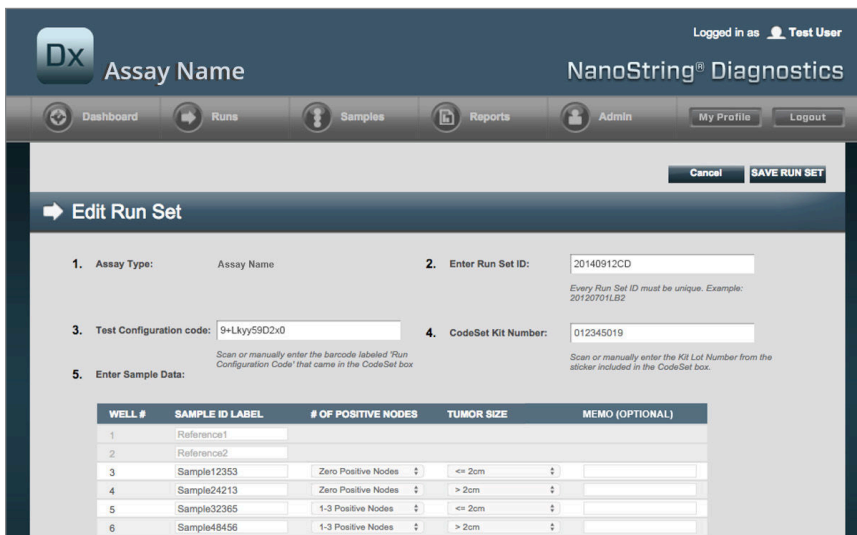 Logged in as Test User
Dx Assay Name
NanoString® Diagnostics
Dashboard Runs Samples Reports Admin My Profile Logout
Cancel SAVE RUN SET
Edit Run Set
1. Assay Type: Assay Name 2. Enter Run Set ID: 20140912CD
Every Run Set ID must be unique. Example:
20120701LB2
3. Test Configuration code: 9+Lkyy59D2x0 4. CodeSet Kit Number: 012345019
Scan or manually enter the barcode labeled 'Run
Configuration Code' that came in the CodeSet box
Scan or manually enter the Kit Lot Number from the
sticker included in the CodeSet box.
5. Enter Sample Data:
WELL # SAMPLE ID LABEL # OF POSITIVE NODES TUMOR SIZE MEMO (OPTIONAL)
1 Reference1
2 Reference2
3 Sample12353 Zero Positive Nodes <= 2cm
4 Sample24213 Zero Positive Nodes > 2cm
5 Sample32365 1-3 Positive Nodes <= 2cm
6 Sample48456 1-3 Positive Nodes > 2cm